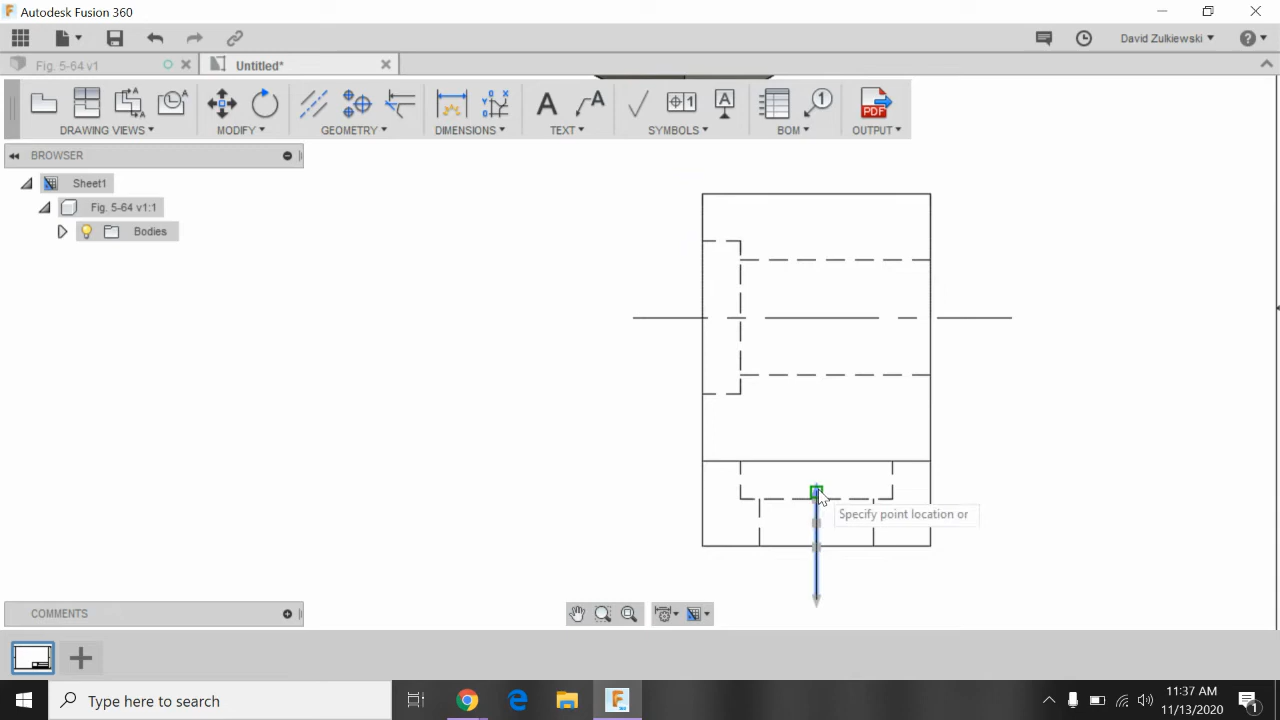 Autodesk Fusion 360
David Zulkiewski
Fig. 5-64 v1
Untitled*
DRAWING VIEWS
MODIFY
GEOMETRY
DIMENSIONS
TEXT
SYMBOLS
BOM
OUTPUT
BROWSER
Sheet1
Fig. 5-64 v1:1
Bodies
Specify point location or
COMMENTS
Type here to search
11:37 AM
11/13/2020